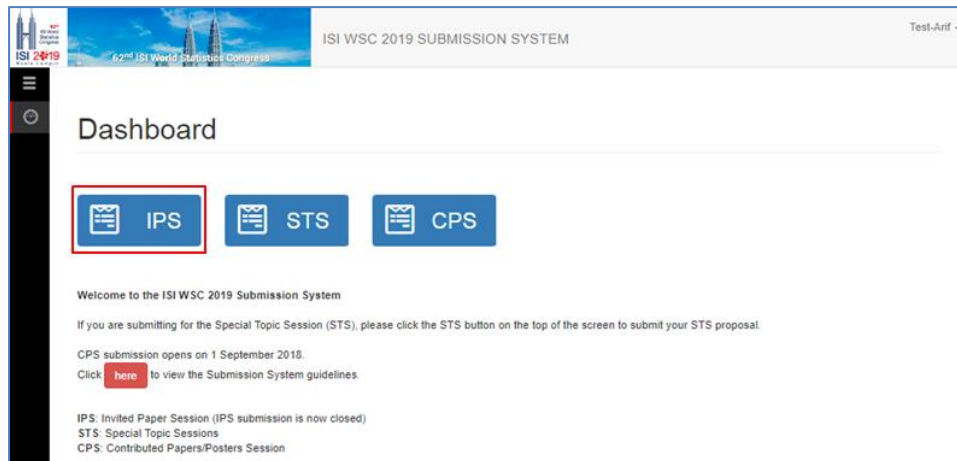 ISI 2019
62nd ISI World Statistics Congress
ISI WSC 2019 SUBMISSION SYSTEM
Test-Arif
Dashboard
IPS
STS
CPS
Welcome to the ISI WSC 2019 Submission System
If you are submitting for the Special Topic Session (STS), please click the STS button on the top of the screen to submit your STS proposal.
CPS submission opens on 1 September 2018.
Click here to view the Submission System guidelines.
IPS: Invited Paper Session (IPS submission is now closed)
STS: Special Topic Sessions
CPS: Contributed Papers/Posters Session